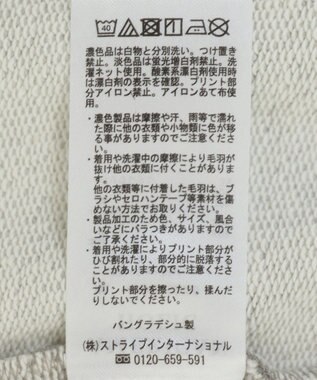 40
濃色品は白物と分別洗い。つけ置き
禁止。淡色品は蛍光増白剤禁止。洗
濯ネット使用。酸素系漂白剤使用時
は漂白剤の表示を確認。プリント部
分アイロン禁止。アイロンあて布使
用。
・濃色製品は摩擦や汗、雨等で濡れ
た際に他の衣類や小物類に色が移
る事がありますのでご注意くださ
い。
・着用や洗濯中の摩擦により毛羽が
抜け他の衣類に付くことがありま
す。
他の衣類等に付着した毛羽は、ブ
ラシやセロハンテープ等素材を傷
めない方法でお取りください。
・製品加工のため色、サイズ、風合
いなどにバラつきがありますので
ご了承ください。
・着用や洗濯によりプリント部分が
ひび割れたり、部分的に脱落する
ことがありますのでご注意くださ
い。
プリント部分を擦ったり、揉んだ
りしないでください。
バングラデシュ製
(株)ストライプインターナショナル
0120-659-591